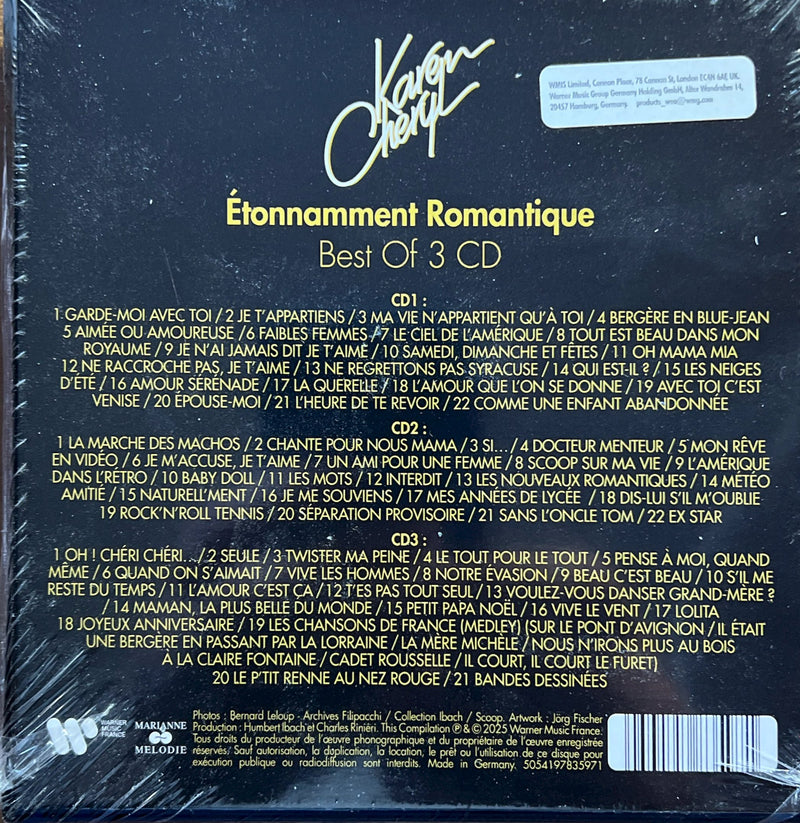 Karen
Cheryl
WMIS Limited, Cannon Place, 78 Cannon St, London EC4N 6AF, UK.
Warner Music Group Germany Holding GmbH, Alter Wandrahm 14,
20457 Hamburg, Germany. products_wra@wmg.com
Étonnamment Romantique
Best Of 3 CD
CD1 :
1 GARDE-MOI AVEC TOI / 2 JE T'APPARTIENS / 3 MA VIE N'APPARTIENT QU'À TOI / 4 BERGÈRE EN BLUE-JEAN
5 AIMÉE OU AMOUREUSE / 6 FAIBLES FEMMES / 7 LE CIEL DE L'AMÉRIQUE / 8 TOUT EST BEAU DANS MON
ROYAUME / 9 JE N'AI JAMAIS DIT JE T'AIME / 10 SAMEDI, DIMANCHE ET FÊTES / 11 OH MAMA MIA
12 NE RACCROCHE PAS, JE T'AIME / 13 NE REGRETTONS PAS SYRACUSE / 14 QUI EST-IL ? / 15 LES NEIGES
D'ÉTÉ / 16 AMOUR SÉRÉNADE / 17 LA QUERELLE / 18 L'AMOUR QUE L'ON SE DONNE / 19 AVEC TOI C'EST
VENISE / 20 ÉPOUSE-MOI / 21 L'HEURE DE TE REVOIR / 22 COMME UNE ENFANT ABANDONNÉE
CD2 :
1 LA MARCHE DES MACHOS / 2 CHANTE POUR NOUS MAMA / 3 SI... / 4 DOCTEUR MENTEUR / 5 MON RÊVE
EN VIDÉO / 6 JE M'ACCUSE, JE T'AIME / 7 UN AMI POUR UNE FEMME / 8 SCOOP SUR MA VIE / 9 L'AMÉRIQUE
DANS L'RÉTRO / 10 BABY DOLL / 11 LES MOTS / 12 INTERDIT / 13 LES NOUVEAUX ROMANTIQUES / 14 MÉTÉO
AMITIÉ / 15 NATURELL'MENT / 16 JE ME SOUVIENS / 17 MES ANNÉES DE LYCÉE / 18 DIS-LUI S'IL M'OUBLIE
19 ROCK'N'ROLL TENNIS / 20 SÉPARATION PROVISOIRE / 21 SANS L'ONCLE TOM / 22 EX STAR
CD3 :
1 OH ! CHÉRI CHÉRI... / 2 SEULE / 3 TWISTER MA PEINE / 4 LE TOUT POUR LE TOUT / 5 PENSE À MOI, QUAND
MÊME / 6 QUAND ON S'AIMAIT / 7 VIVE LES HOMMES / 8 NOTRE ÉVASION / 9 BEAU C'EST BEAU / 10 S'IL ME
RESTE DU TEMPS / 11 L'AMOUR C'EST ÇA / 12 T'ES PAS TOUT SEUL / 13 VOULEZ-VOUS DANSER GRAND-MÈRE ?
/ 14 MAMAN, LA PLUS BELLE DU MONDE / 15 PETIT PAPA NOËL / 16 VIVE LE VENT / 17 LOLITA
18 JOYEUX ANNIVERSAIRE / 19 LES CHANSONS DE FRANCE (MEDLEY) (SUR LE PONT D'AVIGNON / IL ÉTAIT
UNE BERGÈRE EN PASSANT PAR LA LORRAINE / LA MÈRE MICHÈLE / NOUS N'IRONS PLUS AU BOIS
À LA CLAIRE FONTAINE / CADET ROUSSELLE / IL COURT, IL COURT LE FURET)
20 LE P'TIT RENNE AU NEZ ROUGE / 21 BANDES DESSINÉES
WARNER
MUSIC
FRANCE
MARIANNE
MELODIE
Photos : Bernard Leloup - Archives Filipacchi / Collection Ibach / Scoop. Artwork : Jörg Fischer
Production : Humbert Ibach et Charles Riniéri. This Compilation ℗ & © 2025 Warner Music France.
Tous droits du producteur de l'œuvre phonographique et du propriétaire de l'œuvre enregistrée
réservés/ Sauf autorisation, la duplication, la location, le prêt ou l'utilisation de ce disque pour
exécution publique ou radiodiffusion sont interdits. Made in Germany. 5054197835971